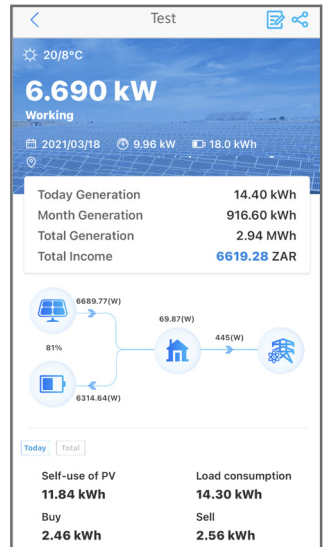 Test
20/8°C
6.690 kW
Working
2021/03/18 9.96 kW 18.0 kWh
Today Generation 14.40 kWh
Month Generation 916.60 kWh
Total Generation 2.94 MWh
Total Income 6619.28 ZAR
6689.77(W)
69.87(W)
445(W)
81%
6314.64(W)
Today Total
Self-use of PV Load consumption
11.84 kWh 14.30 kWh
Buy Sell
2.46 kWh 2.56 kWh